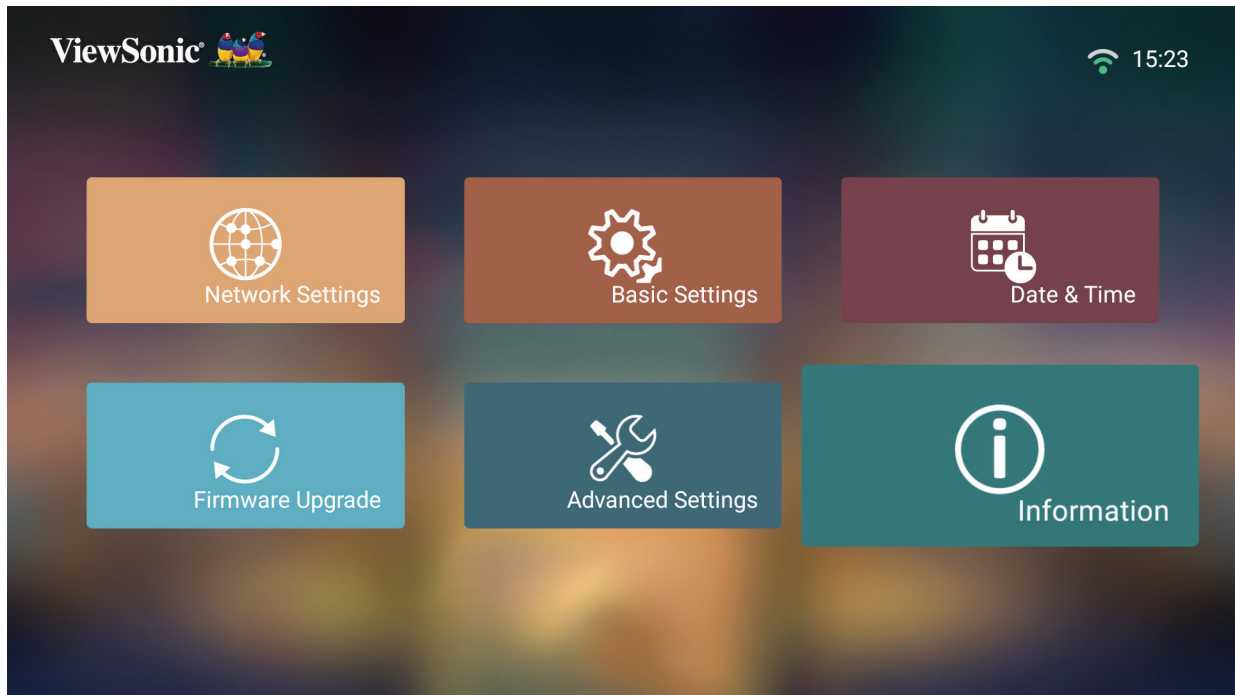 ViewSonic®
15:23
Network Settings
Basic Settings
Date & Time
Firmware Upgrade
Advanced Settings
Information